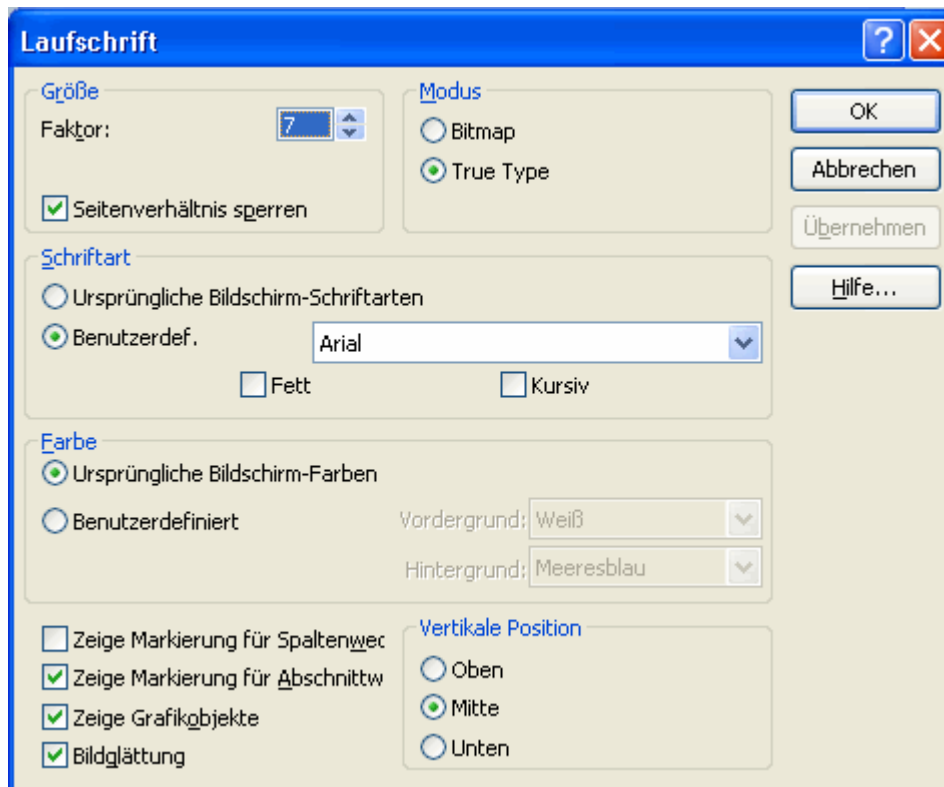 Laufschrift
Größe
Faktor: 7
Seitenverhältnis sperren
Modus
Bitmap
True Type
OK
Abbrechen
Übernehmen
Hilfe...
Schriftart
Ursprüngliche Bildschirm-Schriftarten
Benutzerdef. Arial
Fett Kursiv
Farbe
Ursprüngliche Bildschirm-Farben
Benutzerdefiniert Vordergrund: Weiß
Hintergrund: Meeresblau
Zeige Markierung für Spaltenwec
Zeige Markierung für Abschnittw
Zeige Grafikobjekte
Bildglättung
Vertikale Position
Oben
Mitte
Unten